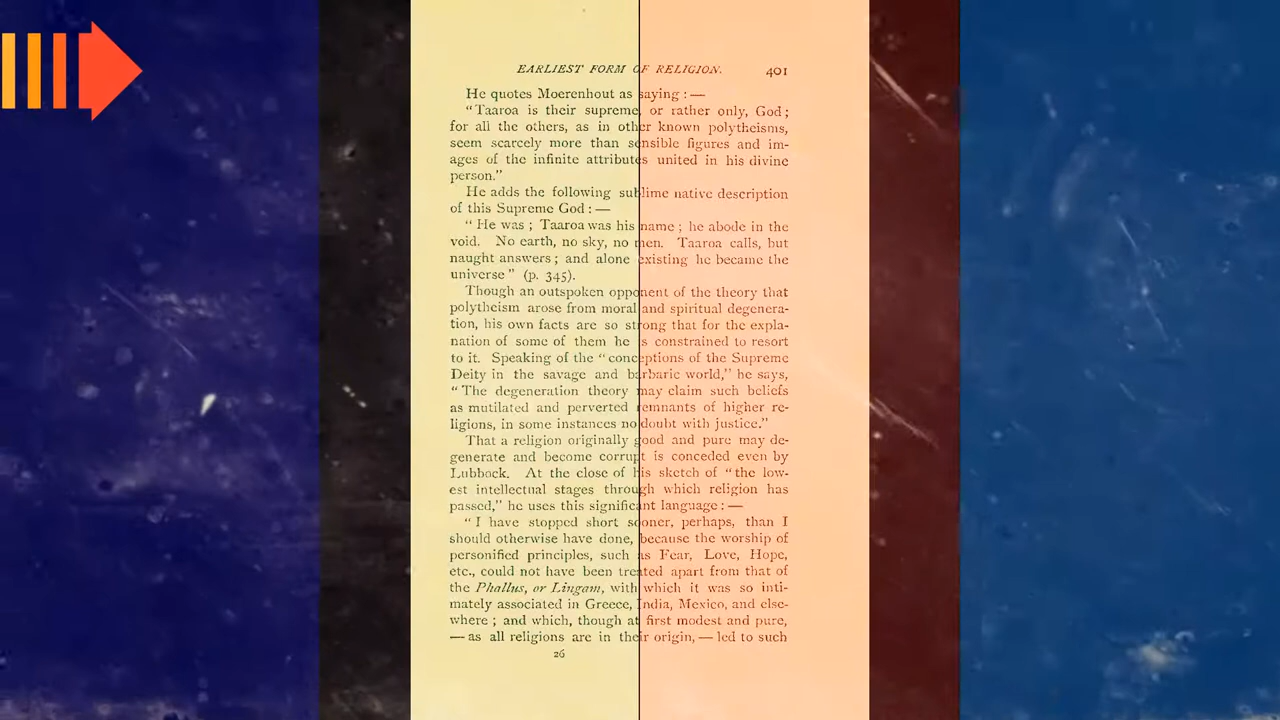 EARLIEST FORM OF RELIGION. 401
He quotes Moerenhout as saying : —
“Taaroa is their supreme, or rather only, God ;
for all the others, as in other known polytheisms,
seem scarcely more than sensible figures and im-
ages of the infinite attributes united in his divine
person.”
He adds the following sublime native description
of this Supreme God : —
“ He was ; Taaroa was his name ; he abode in the
void. No earth, no sky, no men. Taaroa calls, but
naught answers ; and alone existing he became the
universe ” (p. 345).
Though an outspoken opponent of the theory that
polytheism arose from moral and spiritual degenera-
tion, his own facts are so strong that for the expla-
nation of some of them he is constrained to resort
to it. Speaking of the “ conceptions of the Supreme
Deity in the savage and barbaric world,” he says,
“ The degeneration theory may claim such beliefs
as mutilated and perverted remnants of higher re-
ligions, in some instances no doubt with justice.”
That a religion originally good and pure may de-
generate and become corrupt is conceded even by
Lubbock. At the close of his sketch of “ the low-
est intellectual stages through which religion has
passed,” he uses this significant language : —
“ I have stopped short sooner, perhaps, than I
should otherwise have done, because the worship of
personified principles, such as Fear, Love, Hope,
etc., could not have been treated apart from that of
the Phallus, or Lingam, with which it was so inti-
mately associated in Greece, India, Mexico, and else-
where ; and which, though at first modest and pure,
— as all religions are in their origin, — led to such
26